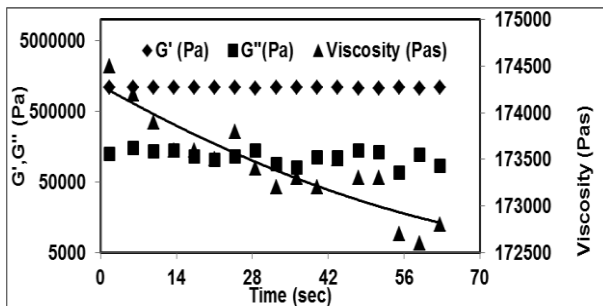 5000000
500000
50000
5000
G',G'' (Pa)
G' (Pa) G''(Pa) Viscosity (Pas)
175000
174500
174000
173500
173000
172500
Viscosity (Pas)
0 14 28 42 56 70
Time (sec)